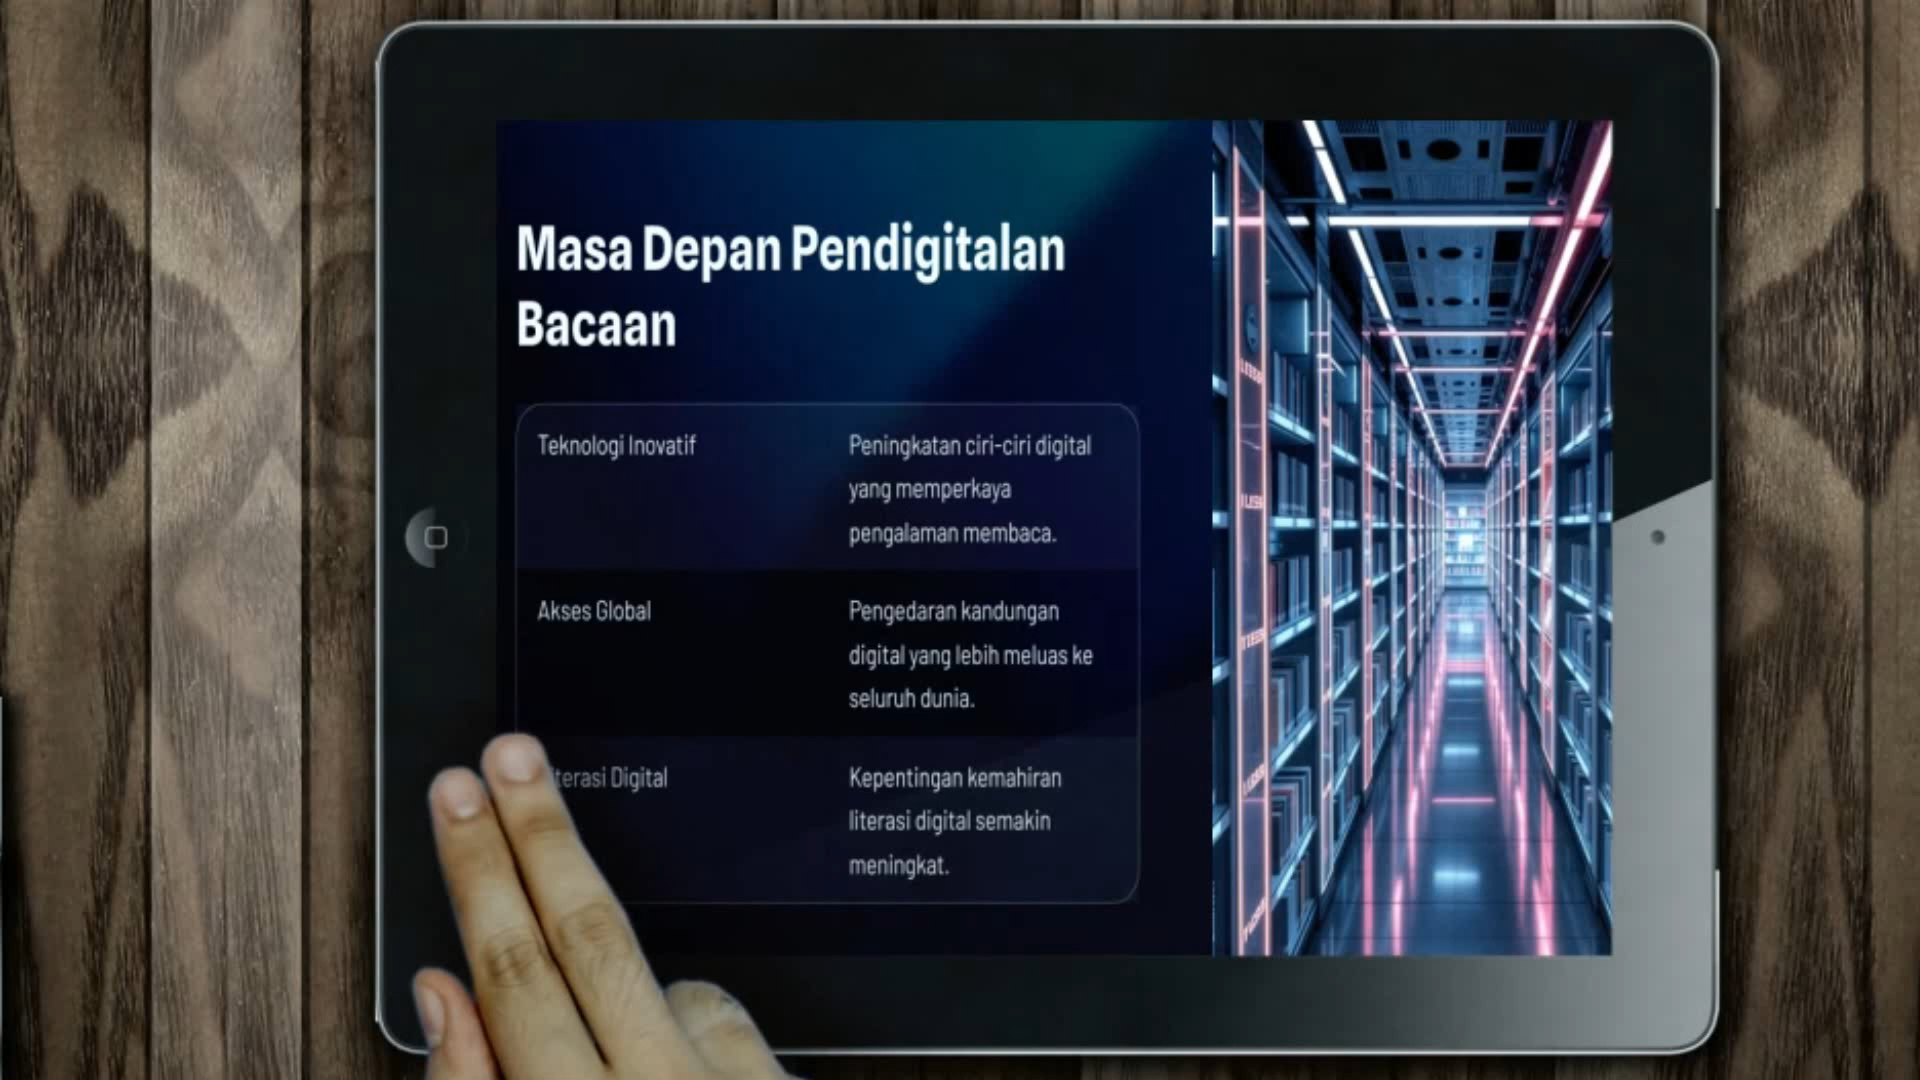 Masa Depan Pendigitalan
Bacaan
Teknologi Inovatif
Peningkatan ciri-ciri digital
yang memperkaya
pengalaman membaca.
Akses Global
Pengedaran kandungan
digital yang lebih meluas ke
seluruh dunia.
Digital
Kepentingan kemahiran
literasi digital semakin
meningkat.